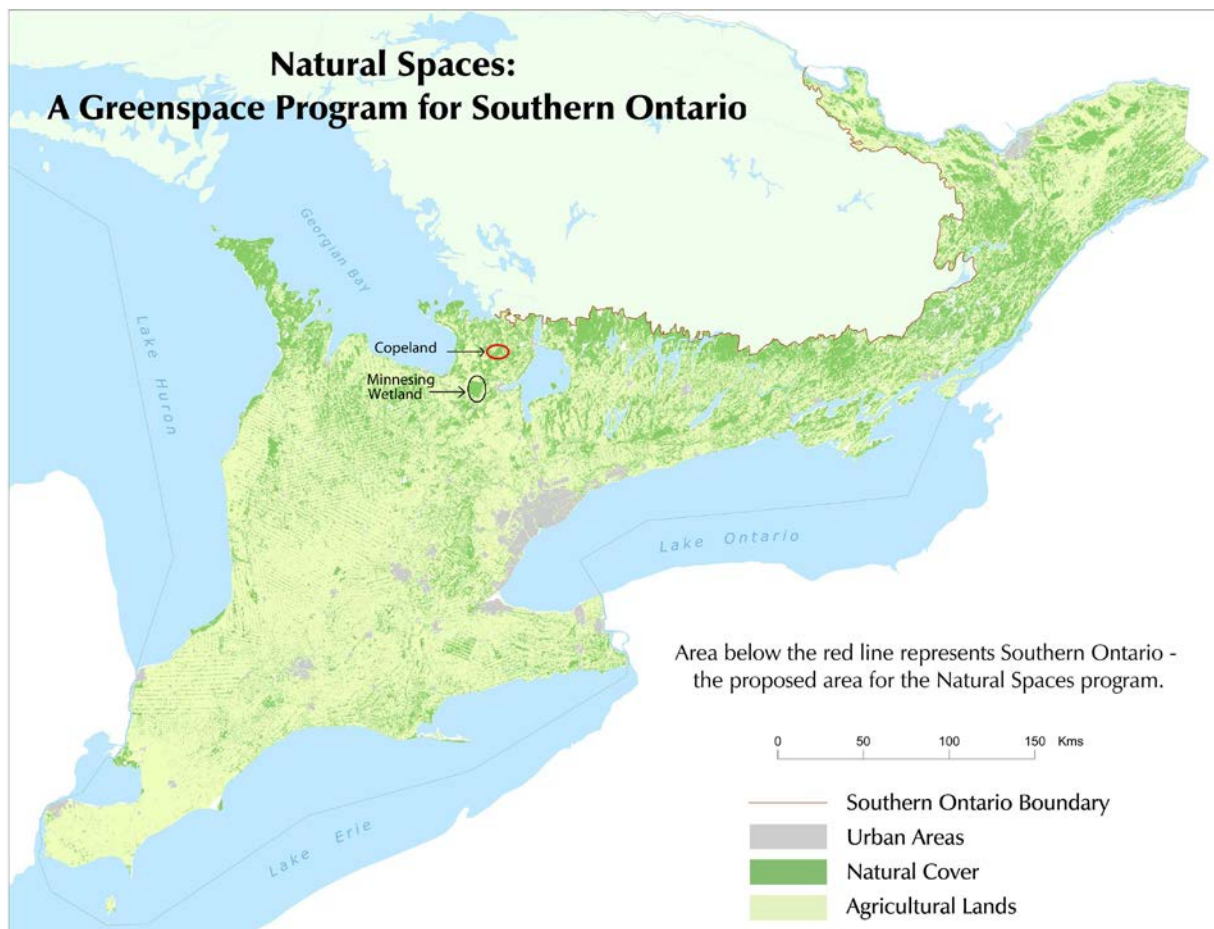 Natural Spaces:
A Greenspace Program for Southern Ontario
Georgian Bay
Lake Huron
Copeland
Minnesing
Wetland
Lake Ontario
Area below the red line represents Southern Ontario -
the proposed area for the Natural Spaces program.
0 50 100 150 Kms
Southern Ontario Boundary
Urban Areas
Natural Cover
Agricultural Lands
Lake Erie